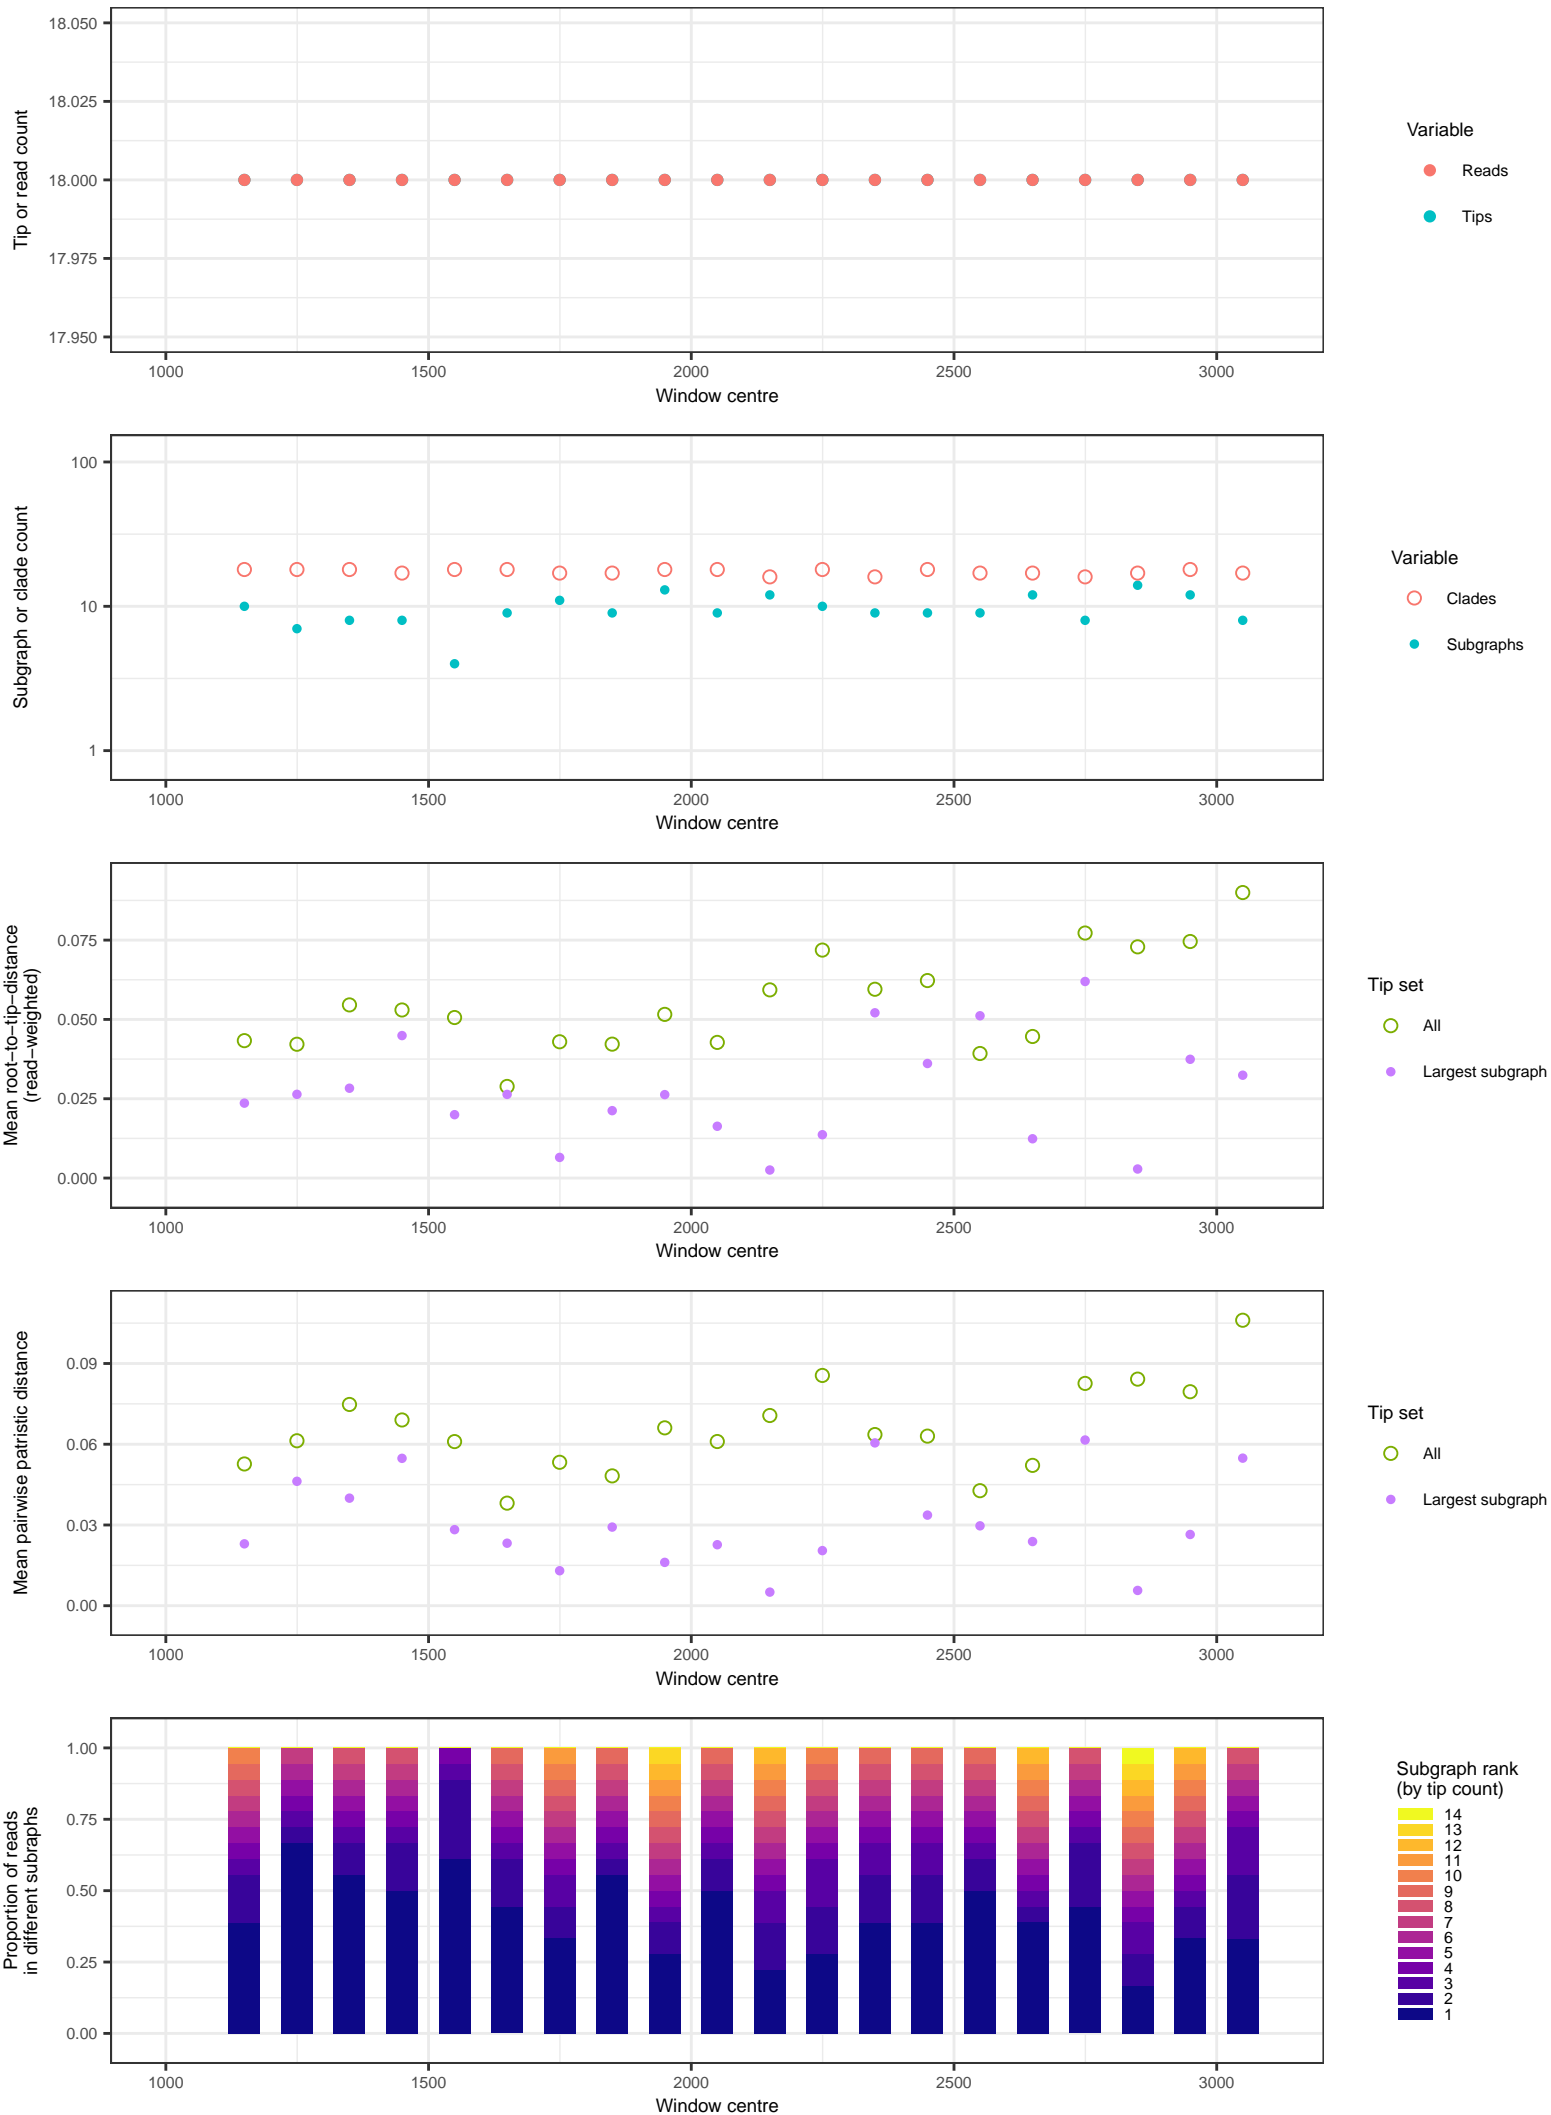 18.050
18.025
18.000
17.975
17.950
Tip or read count
1000 1500 2000 2500 3000
Window centre
Variable
Reads
Tips
100
10
1
Subgraph or clade count
1000 1500 2000 2500 3000
Window centre
Variable
Clades
Subgraphs
0.075
0.050
0.025
0.000
Mean root−to−tip−distance
(read−weighted)
1000 1500 2000 2500 3000
Window centre
Tip set
All
Largest subgraph
0.09
0.06
0.03
0.00
Mean pairwise patristic distance
1000 1500 2000 2500 3000
Window centre
Tip set
All
Largest subgraph
1.00
0.75
0.50
0.25
0.00
Proportion of reads
in different subraphs
1000 1500 2000 2500 3000
Window centre
Subgraph rank
(by tip count)
14
13
12
11
10
9
8
7
6
5
4
3
2
1